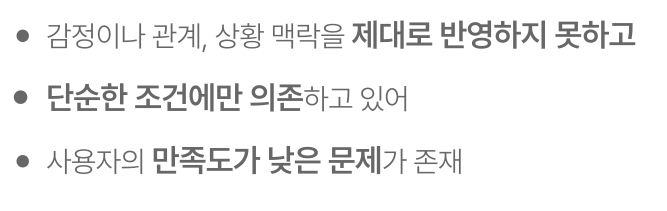 • 감정이나 관계, 상황 맥락을 제대로 반영하지 못하고
• 단순한 조건에만 의존하고 있어
• 사용자의 만족도가 낮은 문제가 존재